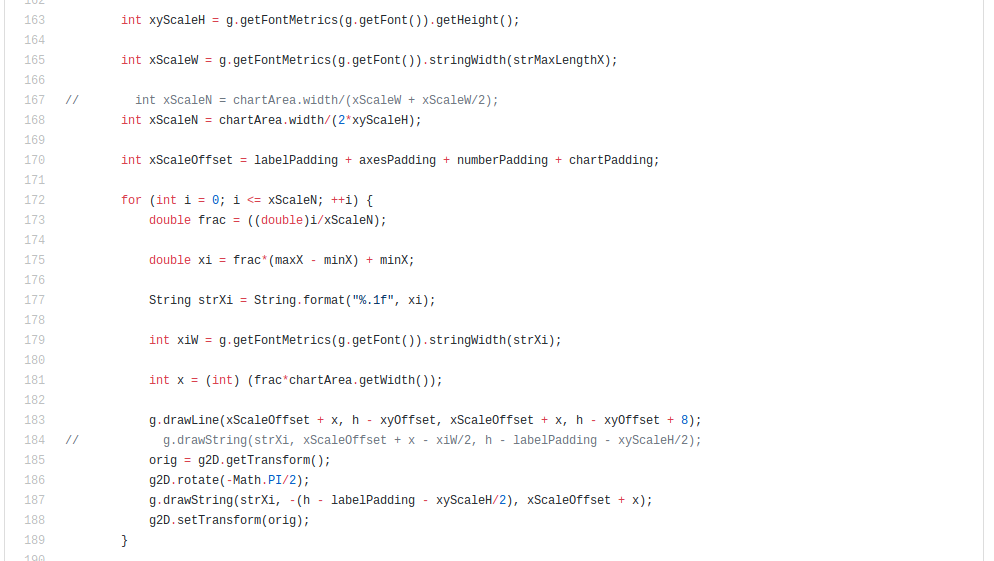 162
163 int xyScaleH = g.getFontMetrics(g.getFont()).getHeight();
164
165 int xScaleW = g.getFontMetrics(g.getFont()).stringWidth(strMaxLengthX);
166
167 // int xScaleN = chartArea.width/(xScaleW + xScaleW/2);
168 int xScaleN = chartArea.width/(2*xyScaleH);
169
170 int xScaleOffset = labelPadding + axesPadding + numberPadding + chartPadding;
171
172 for (int i = 0; i <= xScaleN; ++i) {
173 double frac = ((double)i/xScaleN);
174
175 double xi = frac*(maxX - minX) + minX;
176
177 String strXi = String.format("%.1f", xi);
178
179 int xiW = g.getFontMetrics(g.getFont()).stringWidth(strXi);
180
181 int x = (int) (frac*chartArea.getWidth());
182
183 g.drawLine(xScaleOffset + x, h - xyOffset, xScaleOffset + x, h - xyOffset + 8);
184 // g.drawString(strXi, xScaleOffset + x - xiW/2, h - labelPadding - xyScaleH/2);
185 orig = g2D.getTransform();
186 g2D.rotate(-Math.PI/2);
187 g.drawString(strXi, -(h - labelPadding - xyScaleH/2), xScaleOffset + x);
188 g2D.setTransform(orig);
189 }
190